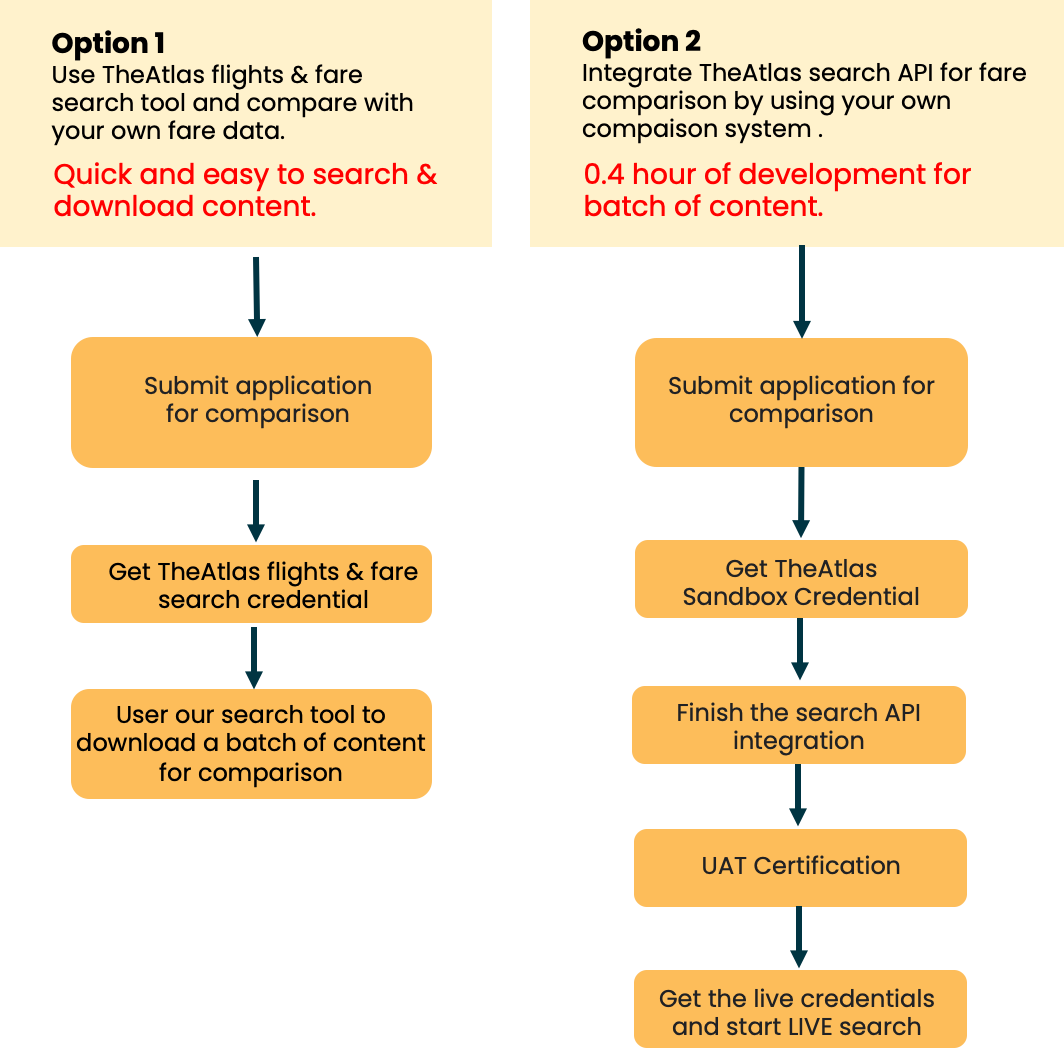 Option 1
Use TheAtlas flights & fare
search tool and compare with
your own fare data.
Quick and easy to search &
download content.
Submit application
for comparison
Get TheAtlas flights & fare
search credential
User our search tool to
download a batch of content
for comparison
Option 2
Integrate TheAtlas search API for fare
comparison by using your own
compaison system .
0.4 hour of development for
batch of content.
Submit application for
comparison
Get TheAtlas
Sandbox Credential
Finish the search API
integration
UAT Certification
Get the live credentials
and start LIVE search